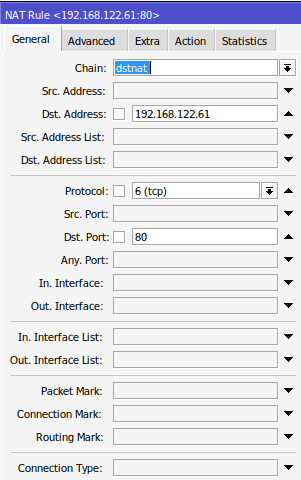 NAT Rule <192.168.122.61:80>
General Advanced Extra Action Statistics
Chain: dstnat
Src. Address:
Dst. Address: 192.168.122.61
Src. Address List:
Dst. Address List:
Protocol: 6 (tcp)
Src. Port:
Dst. Port: 80
Any. Port:
In. Interface:
Out. Interface:
In. Interface List:
Out. Interface List:
Packet Mark:
Connection Mark:
Routing Mark:
Connection Type: